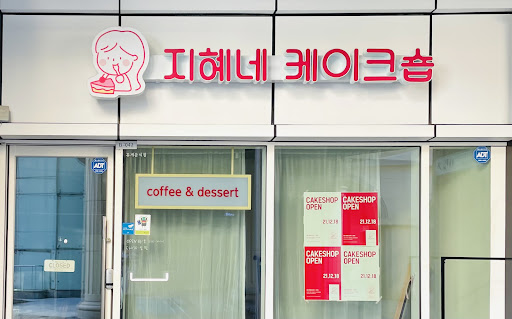 지혜네 케이크숍
ADT
coffee & dessert
CLOSED
CAKESHOP
OPEN
21.12.18
CAKESHOP
OPEN
21.12.18
CAKESHOP
OPEN
21.12.18
CAKESHOP
OPEN
21.12.18
ADT